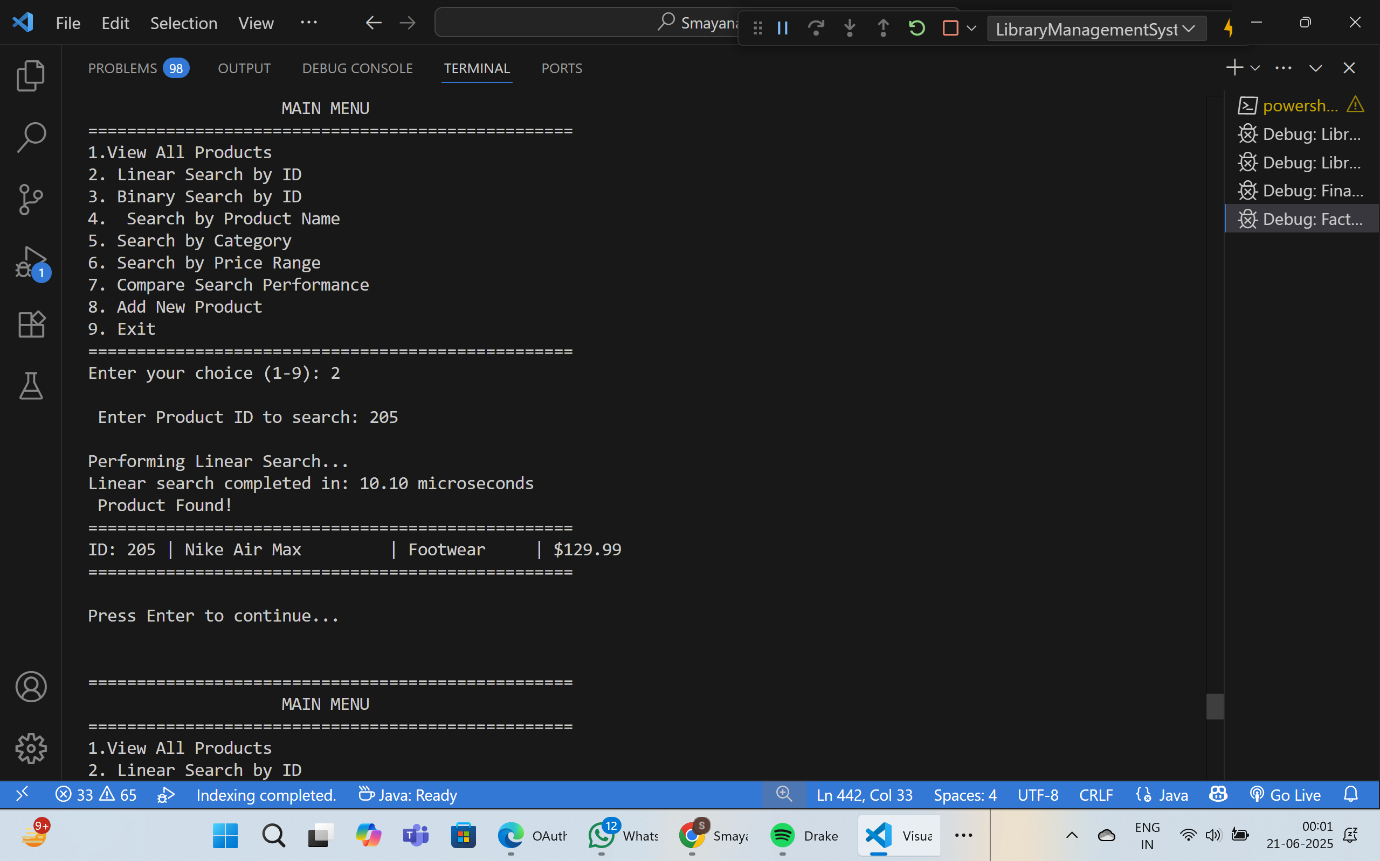 File Edit Selection View ... Smayana LibraryManagementSyst
PROBLEMS 98 OUTPUT DEBUG CONSOLE TERMINAL PORTS
MAIN MENU
==================================================
1.View All Products
2. Linear Search by ID
3. Binary Search by ID
4.  Search by Product Name
5. Search by Category
6. Search by Price Range
7. Compare Search Performance
8. Add New Product
9. Exit
==================================================
Enter your choice (1-9): 2
Enter Product ID to search: 205
Performing Linear Search...
Linear search completed in: 10.10 microseconds
Product Found!
==================================================
ID: 205 | Nike Air Max         | Footwear     | $129.99
==================================================
Press Enter to continue...
==================================================
MAIN MENU
==================================================
1.View All Products
2. Linear Search by ID
powersh...
Debug: Libr...
Debug: Libr...
Debug: Fina...
Debug: Fact...
1
33 65 Indexing completed. Java: Ready Ln 442, Col 33 Spaces: 4 UTF-8 CRLF Java Go Live
9+ OAuth 12 Whats S Smaya Drake Visua ... ENG IN 00:01 21-06-2025